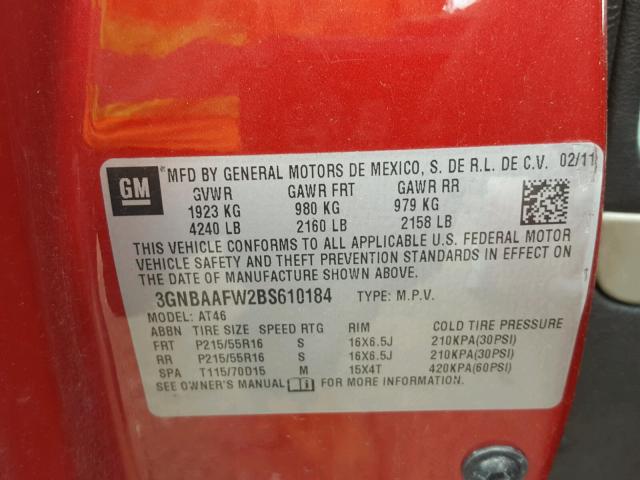 GM MFD BY GENERAL MOTORS DE MEXICO, S. DE R.L. DE C.V. 02/11
GVWR GAWR FRT GAWR RR
1923 KG 980 KG 979 KG
4240 LB 2160 LB 2158 LB
THIS VEHICLE CONFORMS TO ALL APPLICABLE U.S. FEDERAL MOTOR
VEHICLE SAFETY AND THEFT PREVENTION STANDARDS IN EFFECT ON
THE DATE OF MANUFACTURE SHOWN ABOVE.
3GNBAAFW2BS610184 TYPE: M.P.V.
MODEL: AT46
ABBN TIRE SIZE SPEED RTG RIM COLD TIRE PRESSURE
FRT P215/55R16 S 16X6.5J 210KPA(30PSI)
RR P215/55R16 S 16X6.5J 210KPA(30PSI)
SPA T115/70D15 M 15X4T 420KPA(60PSI)
SEE OWNER'S MANUAL FOR MORE INFORMATION.